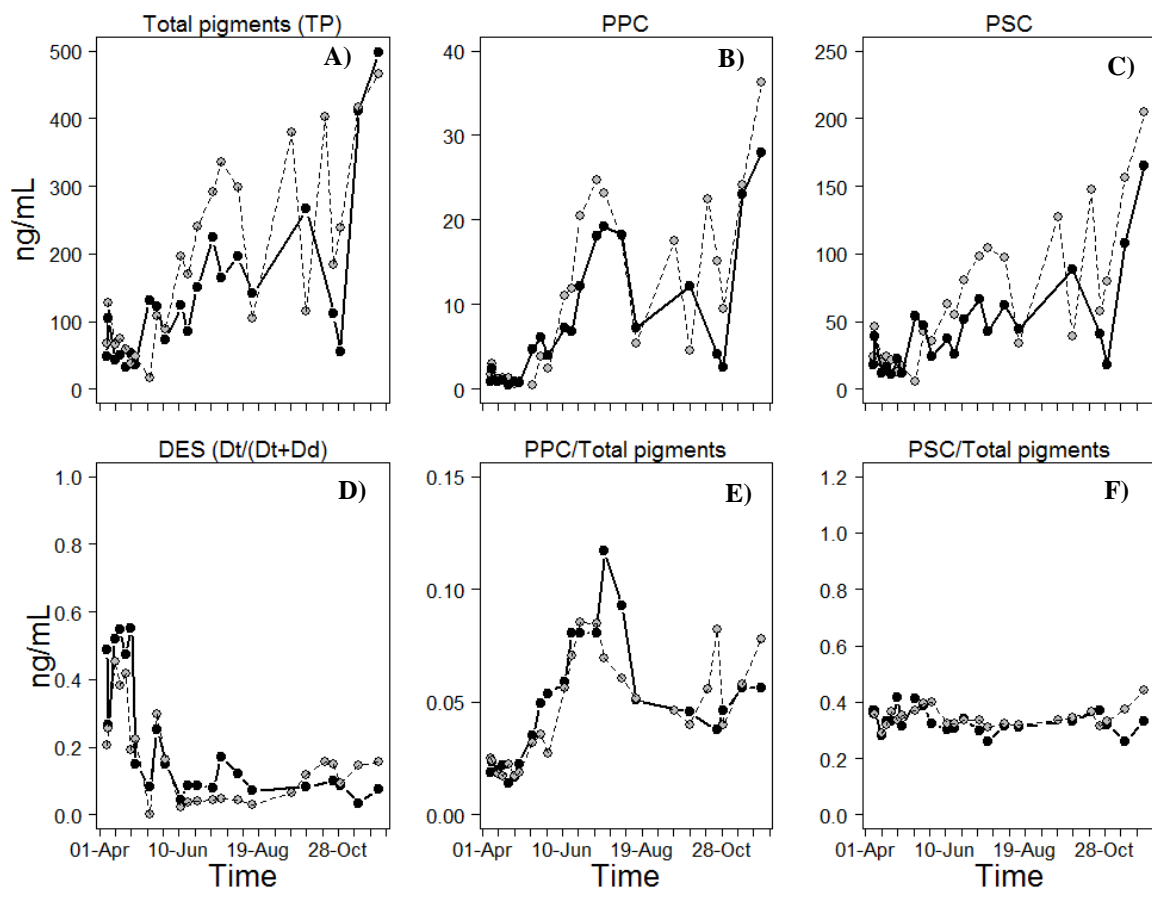 Total pigments (TP)
PPC
PSC
A)
B)
C)
500
400
300
200
100
0
40
30
20
10
0
250
200
150
100
50
0
ng/mL
DES (Dt/(Dt+Dd)
PPC/Total pigments
PSC/Total pigments
D)
E)
F)
1.0
0.8
0.6
0.4
0.2
0.0
0.15
0.10
0.05
0.00
1.2
1.0
0.8
0.6
0.4
0.2
0.0
ng/mL
01-Apr 10-Jun 19-Aug 28-Oct
01-Apr 10-Jun 19-Aug 28-Oct
01-Apr 10-Jun 19-Aug 28-Oct
Time
Time
Time